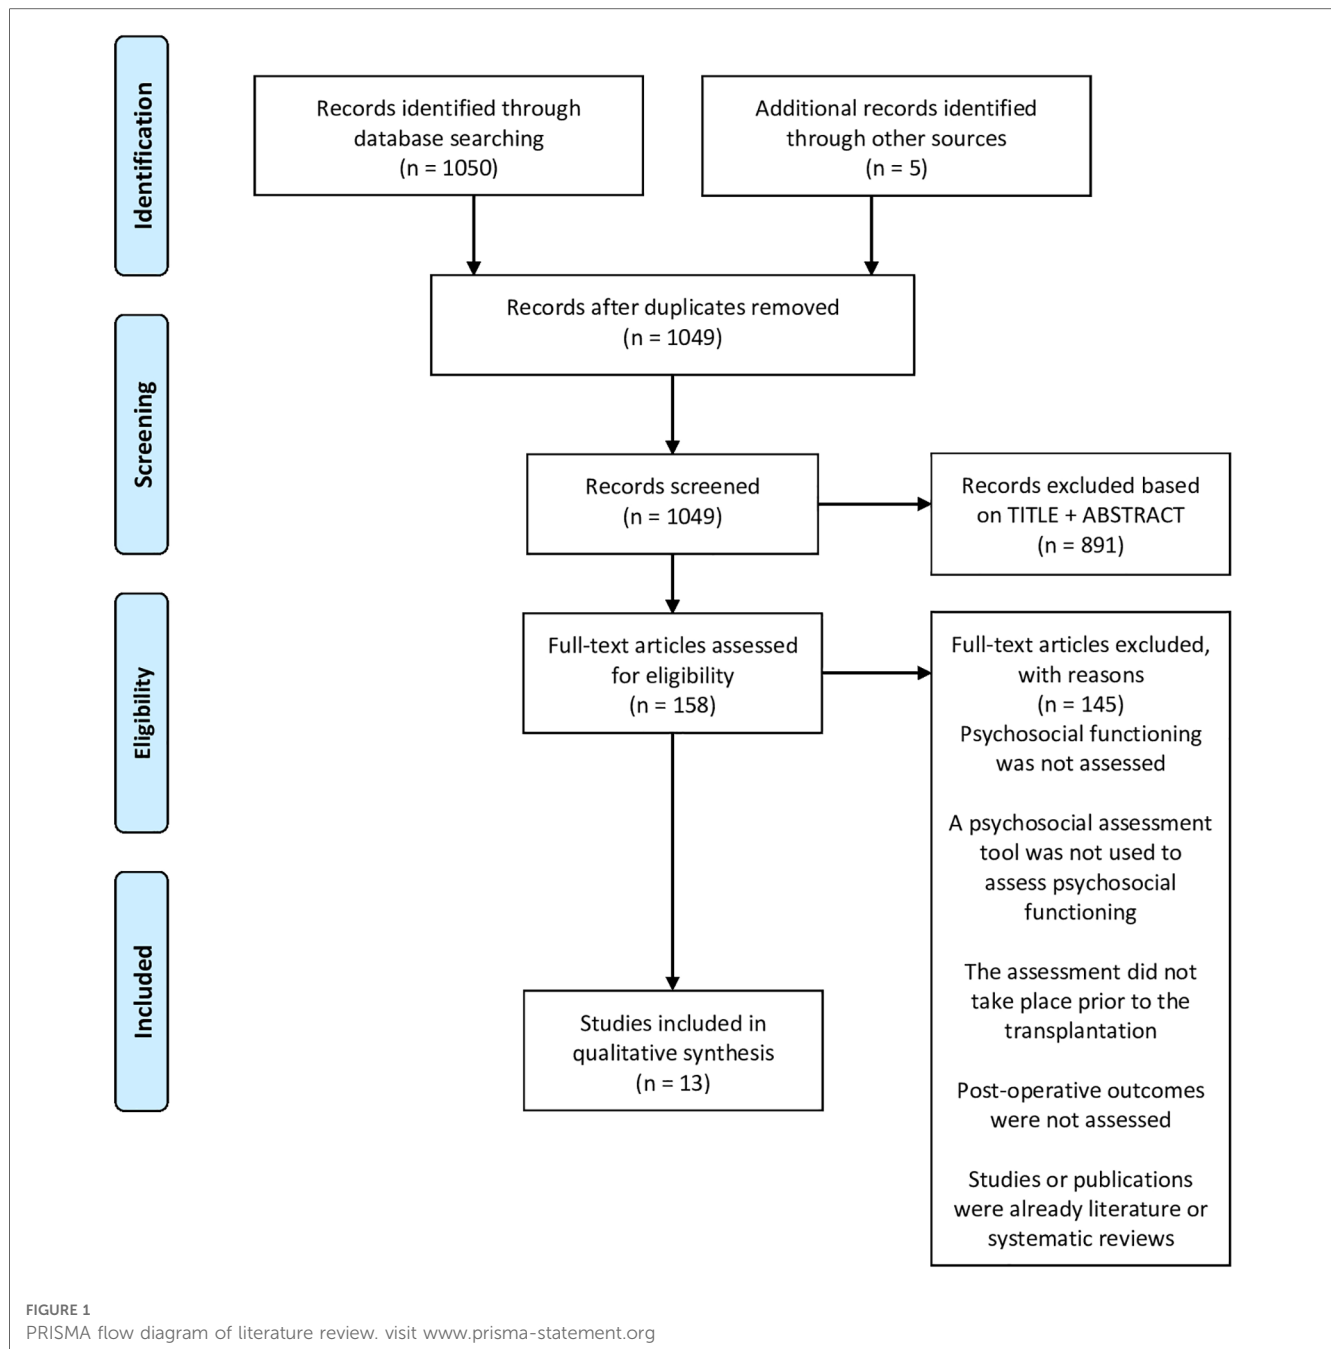 Identification
Records identified through
database searching
(n = 1050)
Additional records identified
through other sources
(n = 5)
Records after duplicates removed
(n = 1049)
Screening
Records screened
(n = 1049)
Records excluded based
on TITLE + ABSTRACT
(n = 891)
Eligibility
Full-text articles assessed
for eligibility
(n = 158)
Full-text articles excluded,
with reasons
(n = 145)
Psychosocial functioning
was not assessed
A psychosocial assessment
tool was not used to
assess psychosocial
functioning
The assessment did not
take place prior to the
transplantation
Post-operative outcomes
were not assessed
Studies or publications
were already literature or
systematic reviews
Included
Studies included in
qualitative synthesis
(n = 13)
FIGURE 1
PRISMA flow diagram of literature review. visit www.prisma-statement.org